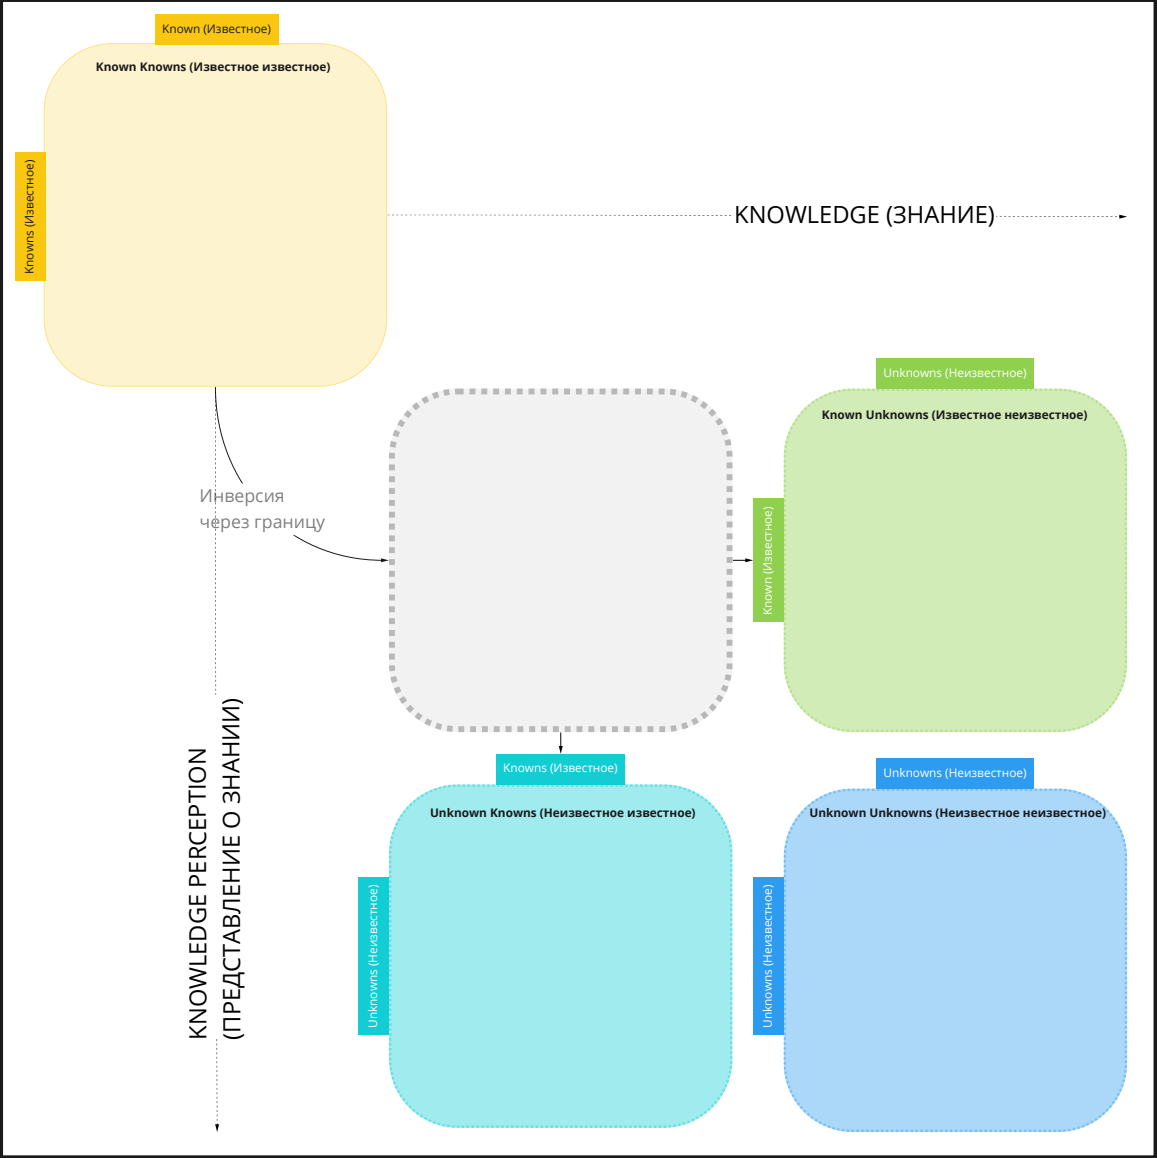 Known (Известное)
Known Knowns (Известное известное)
Knowns (Известное)
KNOWLEDGE (ЗНАНИЕ)
Unknowns (Неизвестное)
Known Unknowns (Известное неизвестное)
Known (Известное)
Инверсия
через границу
KNOWLEDGE PERCEPTION
(ПРЕДСТАВЛЕНИЕ О ЗНАНИИ)
Knowns (Известное)
Unknown Knowns (Неизвестное известное)
Unknowns (Неизвестное)
Unknowns (Неизвестное)
Unknown Unknowns (Неизвестное неизвестное)
Unknowns (Неизвестное)